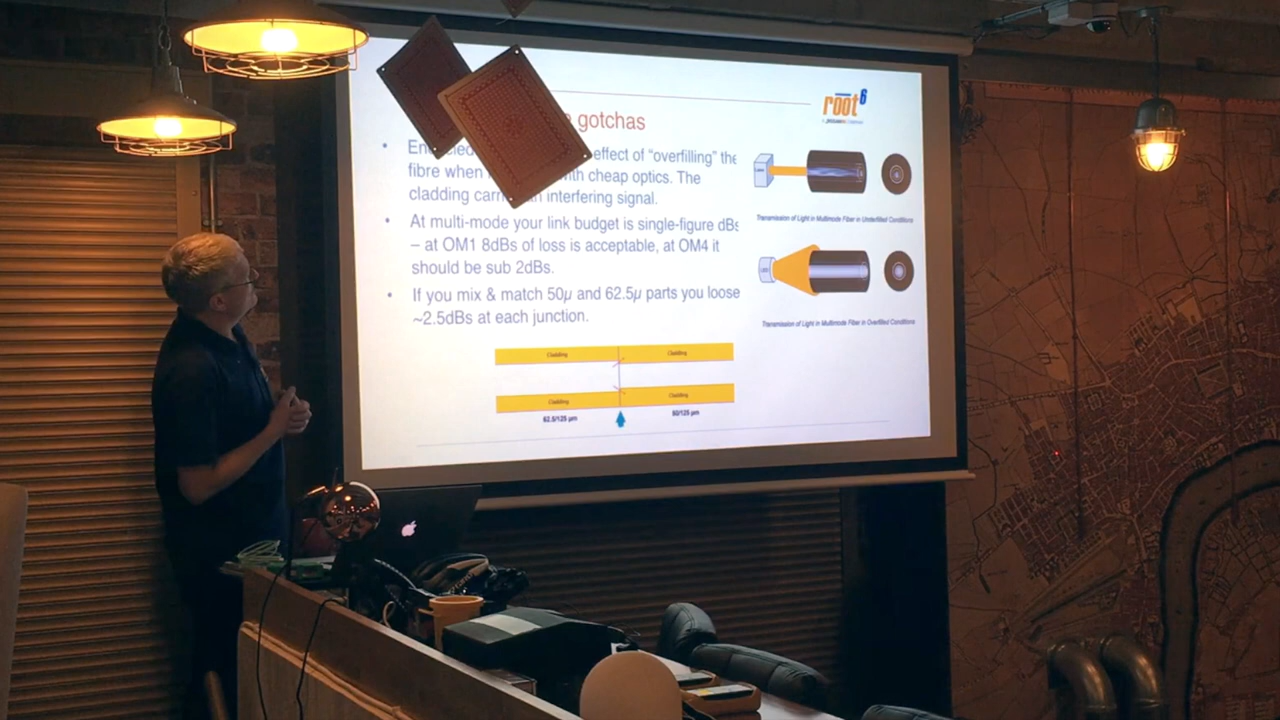 root6
gotchas
effect of "overfilling" the
fibre when with cheap optics. The
cladding interfering signal.
At multi-mode your link budget is single-figure dBs
– at OM1 8dBs of loss is acceptable, at OM4 it
should be sub 2dBs.
If you mix & match 50µ and 62.5µ parts you loose
~2.5dBs at each junction.
Transmission of Light in Multimode Fiber in Underfilled Conditions
LED
Transmission of Light in Multimode Fiber in Overfilled Conditions
Cladding Cladding
Cladding Cladding
62.5/125 µm 50/125 µm